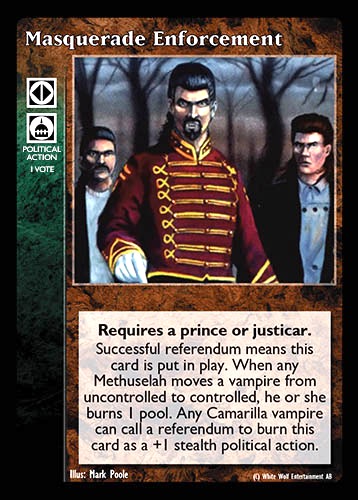 Masquerade Enforcement
POLITICAL
ACTION
1 VOTE
Requires a prince or justicar.
Successful referendum means this
card is put in play. When any
Methuselah moves a vampire from
uncontrolled to controlled, he or she
burns 1 pool. Any Camarilla vampire
can call a referendum to burn this
card as a +1 stealth political action.
Illus: Mark Poole
(C) White Wolf Entertainment AB